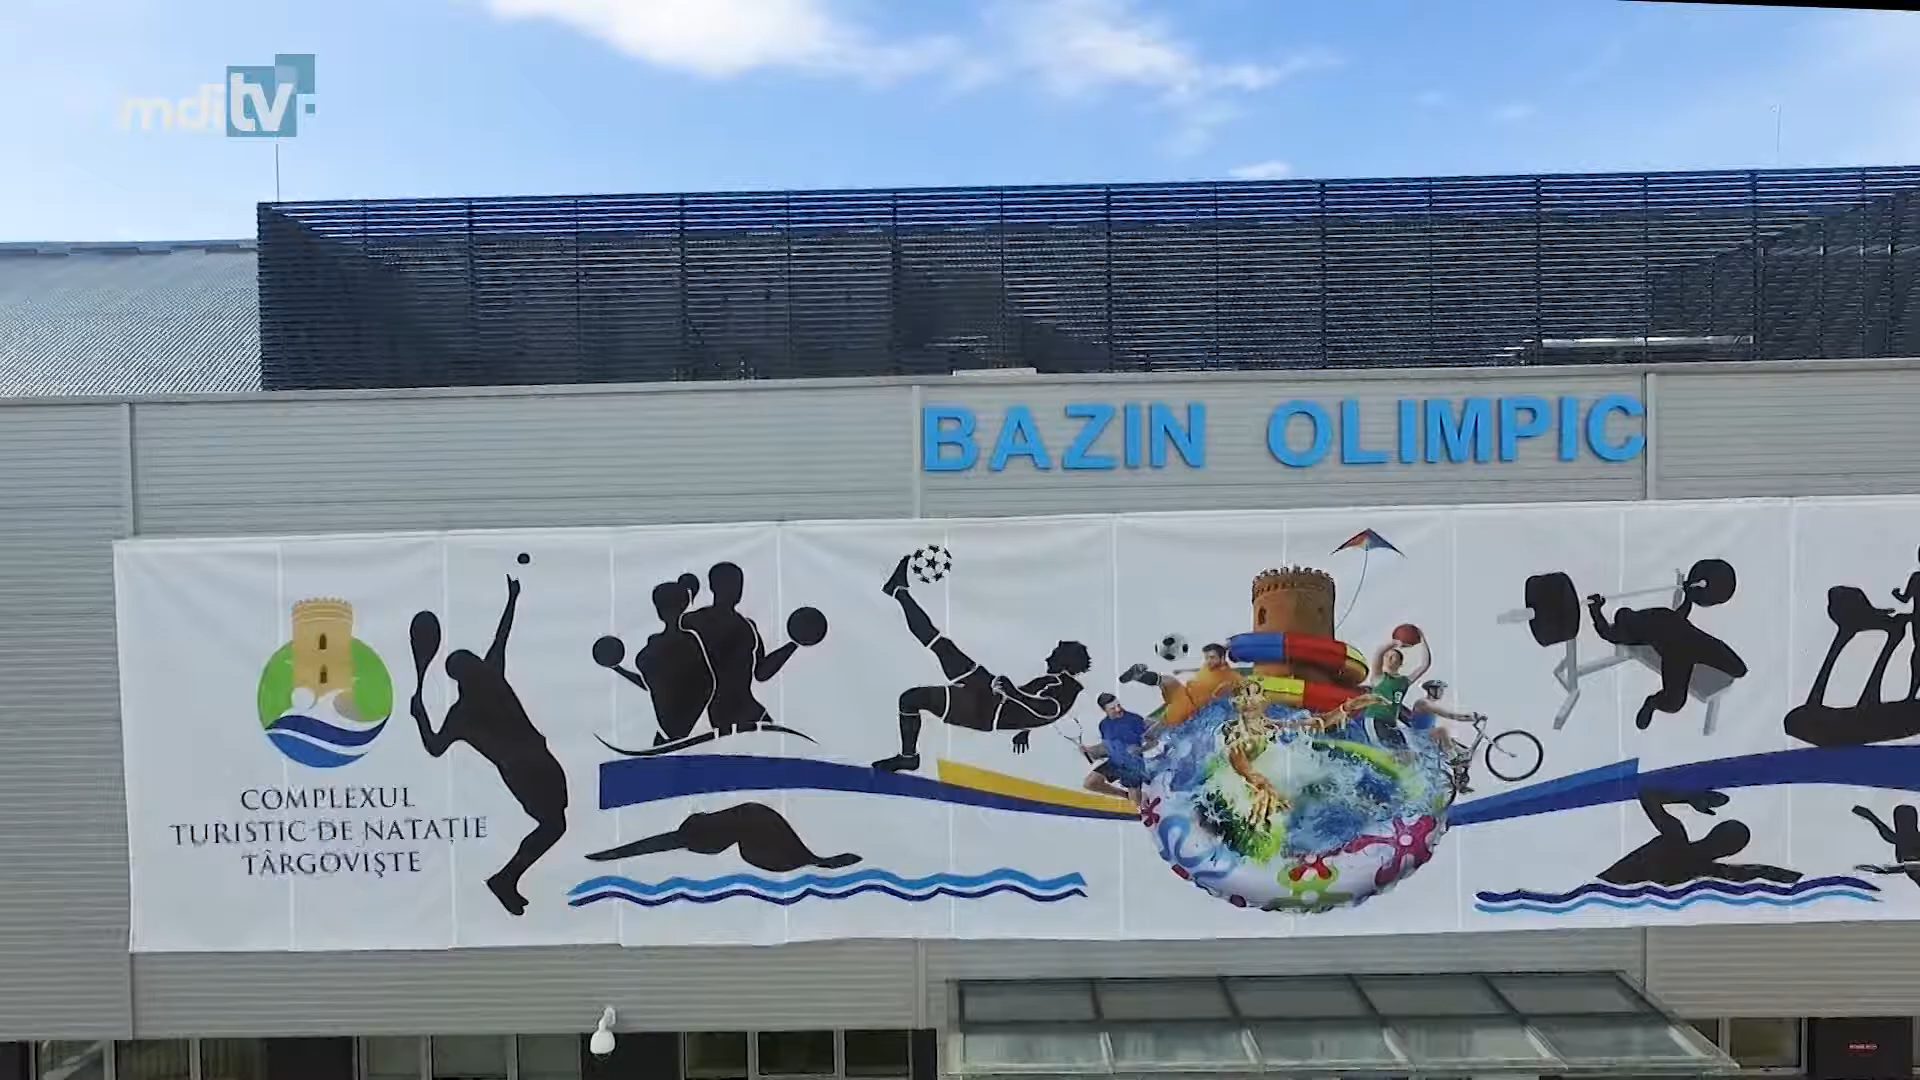 mditv
BAZIN OLIMPIC
COMPLEXUL
TURISTIC DE NATAȚIE
TÂRGOVIȘTE